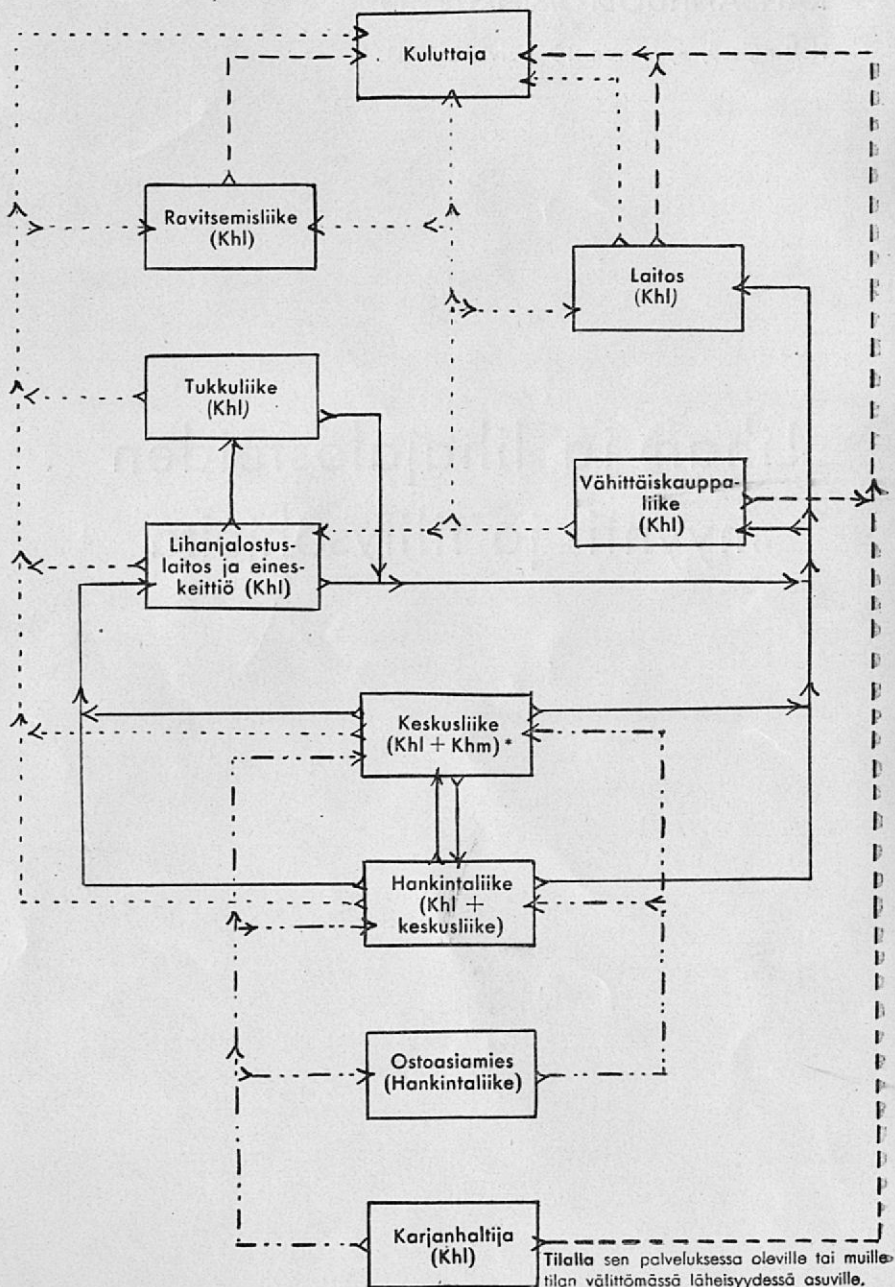 Kuluttaja
Ravitsemisliike
(Khl)
Laitos
(Khl)
Tukkuliike
(Khl)
Vähittäiskauppa-
liike
(Khl)
Lihanjalostus-
laitos ja eines-
keittiö (Khl)
Keskusliike
(Khl + Khm) *
Hankintaliike
(Khl +
keskusliike)
Ostoasiamies
(Hankintaliike)
Karjanhaltija
(Khl)
Tilalla sen palveluksessa oleville tai muille
tilan välittömässä läheisyydessä asuville.